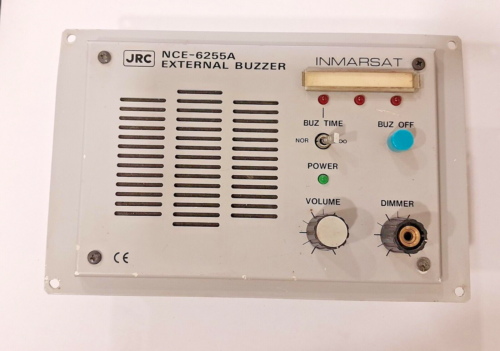 JRC NCE-6255A
EXTERNAL BUZZER
INMARSAT
BUZ TIME
BUZ OFF
NOR ∞
POWER
VOLUME
DIMMER
CE